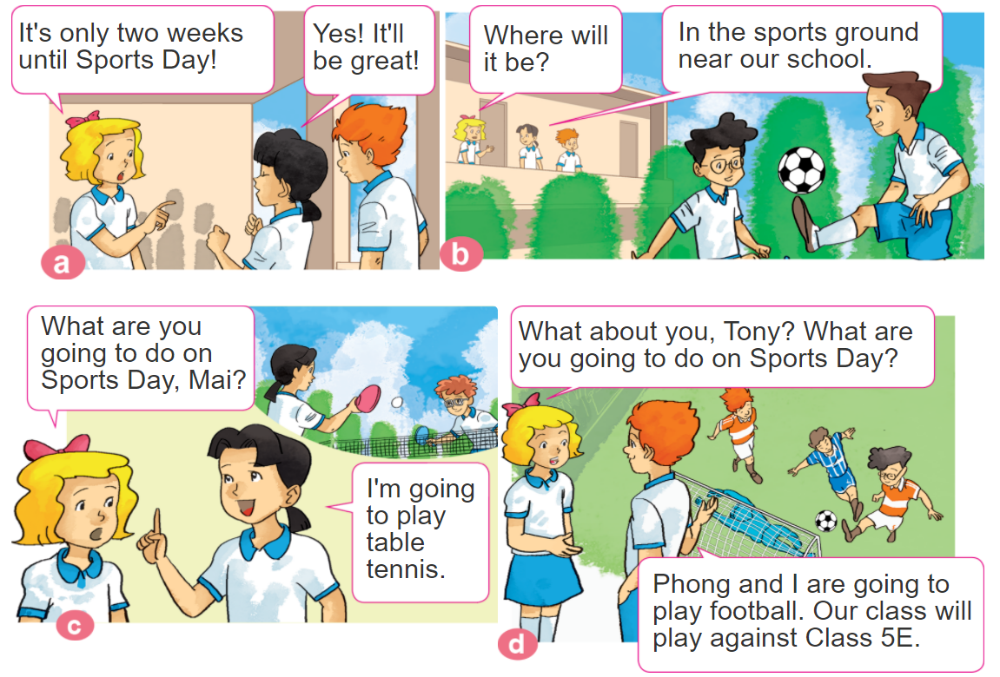 It's only two weeks
until Sports Day!
Yes! It'll
be great!
a
Where will
it be?
In the sports ground
near our school.
b
What are you
going to do on
Sports Day, Mai?
I'm going
to play
table
tennis.
c
What about you, Tony? What are
you going to do on Sports Day?
Phong and I are going to
play football. Our class will
play against Class 5E.
d